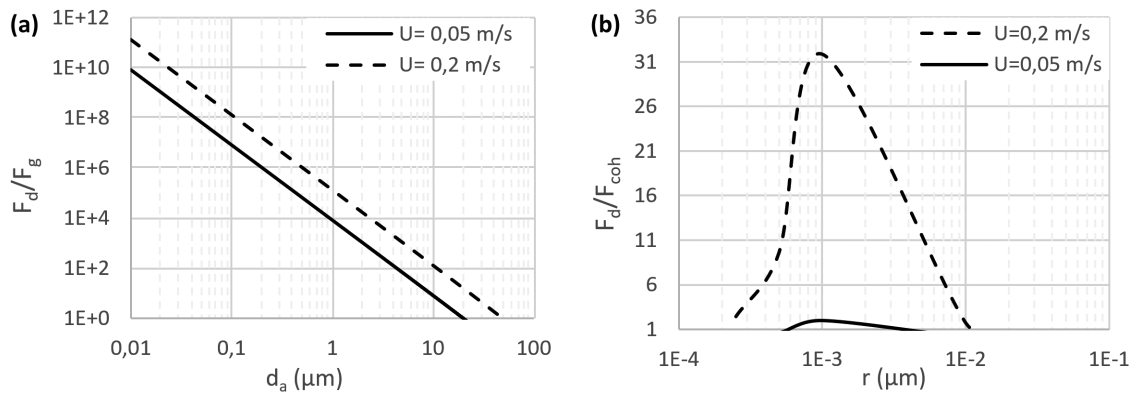 (a)
1E+12
1E+10
1E+8
1E+6
1E+4
1E+2
1E+0
F_d/F_g
U= 0,05 m/s
U= 0,2 m/s
0,01 0,1 1 10 100
d_a (μm)
(b)
36
31
26
21
16
11
6
1
F_d/F_coh
U=0,2 m/s
U=0,05 m/s
1E-4 1E-3 1E-2 1E-1
r (μm)